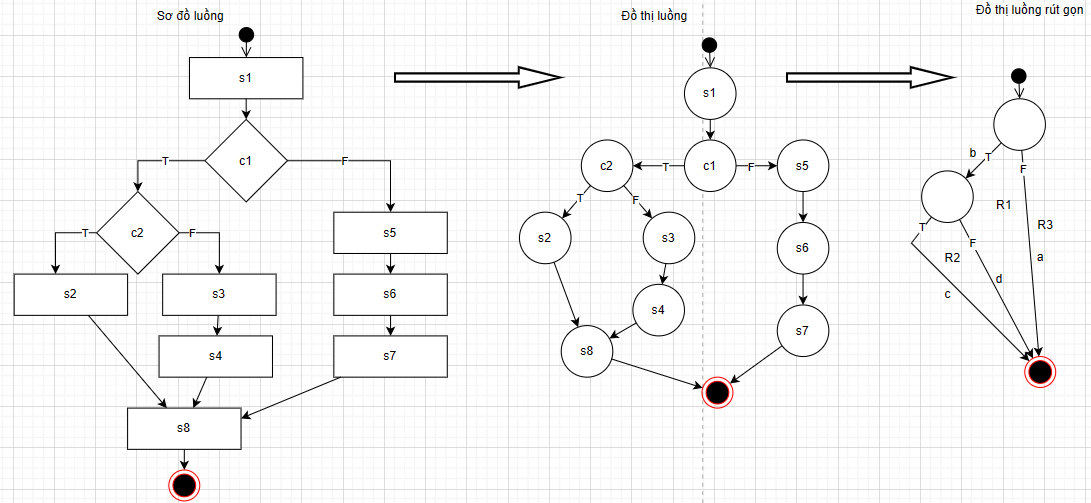 Sơ đồ luồng
s1
c1
T
F
c2
T
F
s5
s2
s3
s6
s4
s7
s8
Đồ thị luồng
s1
c2
T
c1
F
s5
T
F
s2
s3
s6
s4
s7
s8
Đồ thị luồng rút gọn
b
T
F
R1
T
R3
F
R2
a
d
c